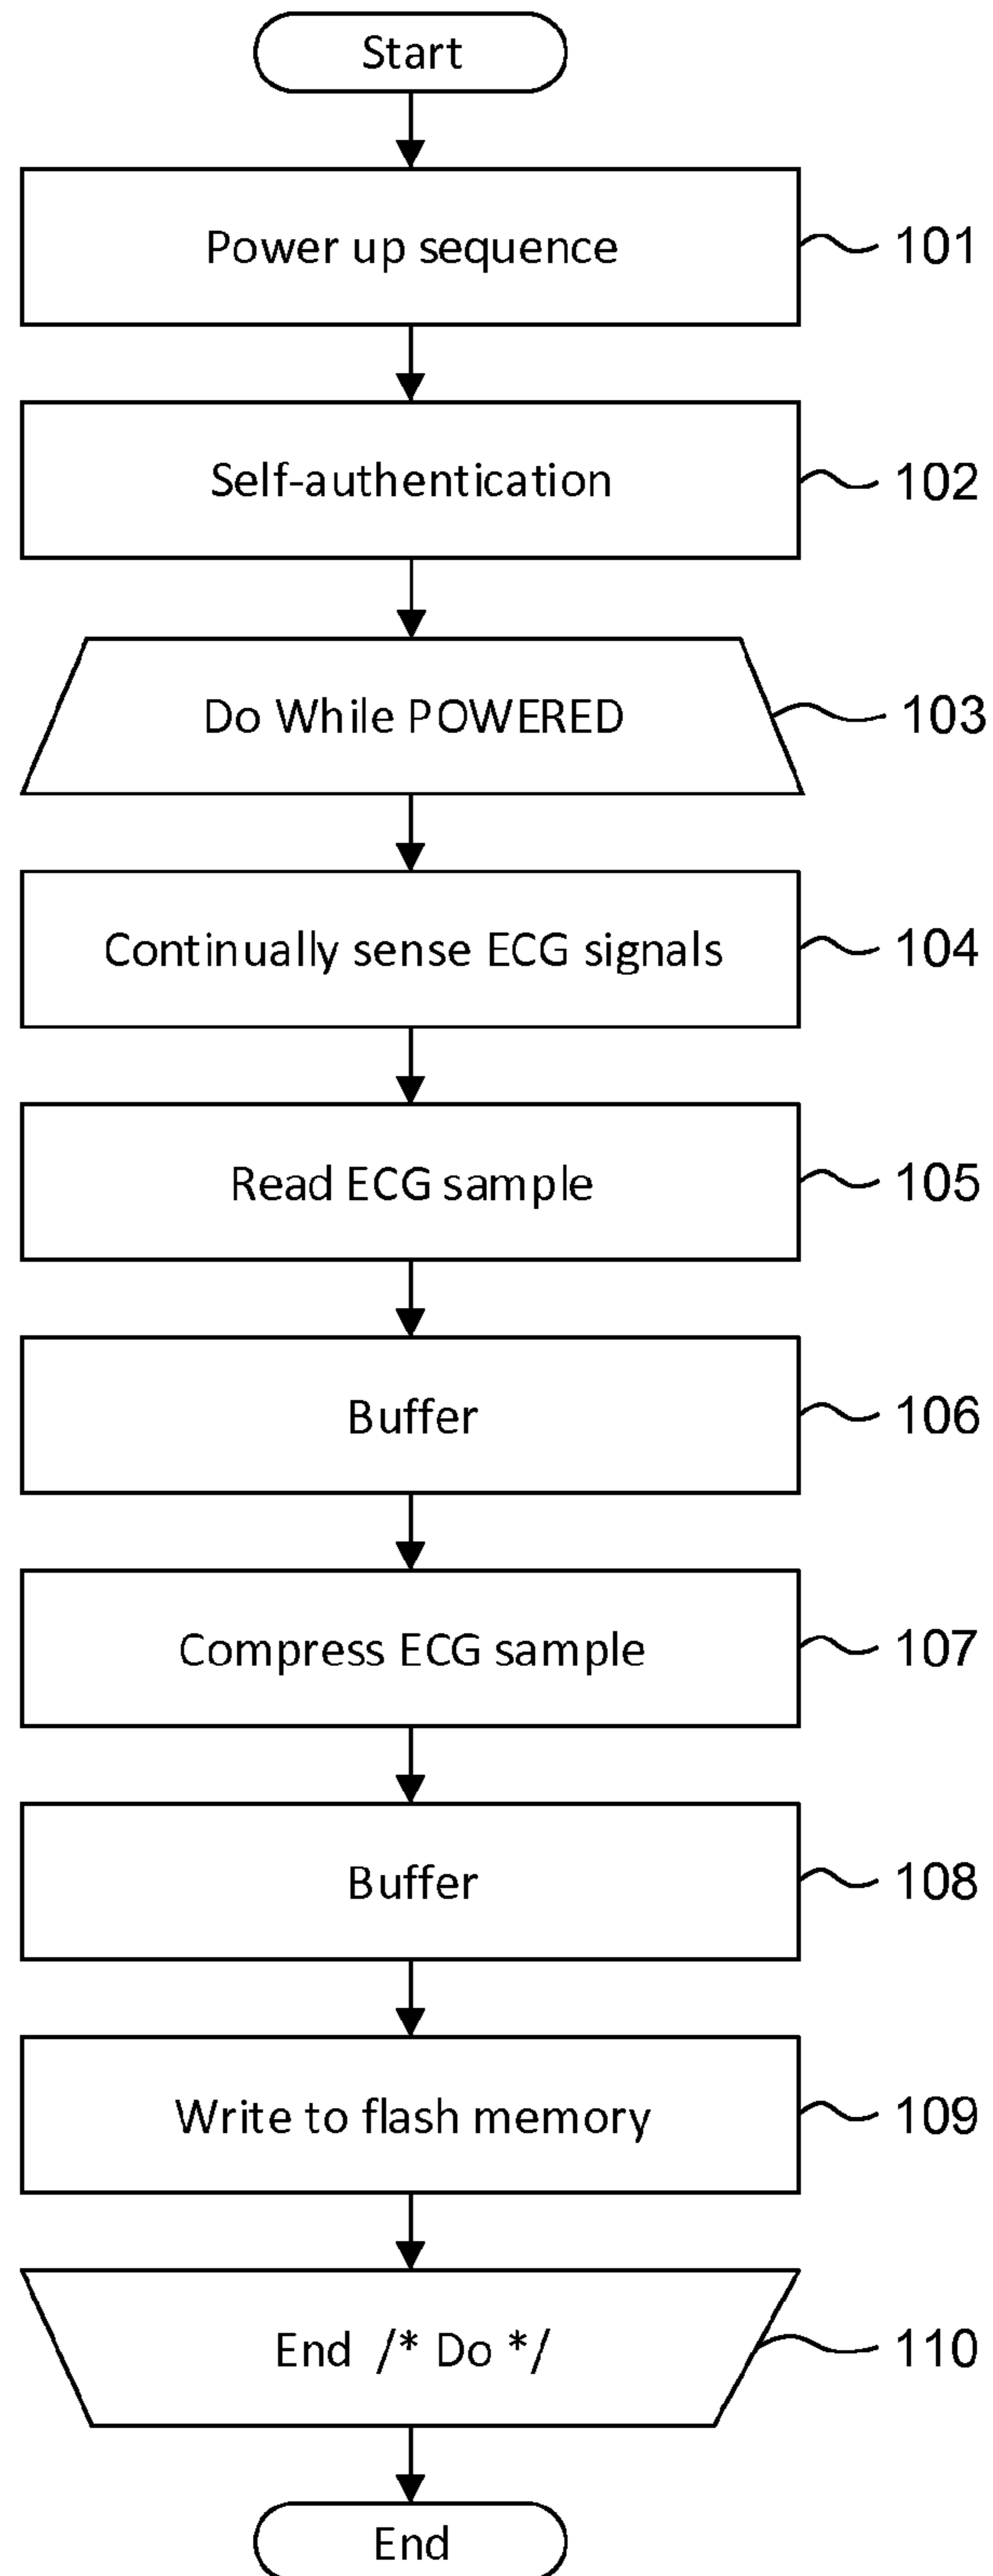 Start
Power up sequence 101
Self-authentication 102
Do While POWERED 103
Continually sense ECG signals 104
Read ECG sample 105
Buffer 106
Compress ECG sample 107
Buffer 108
Write to flash memory 109
End /* Do */ 110
End